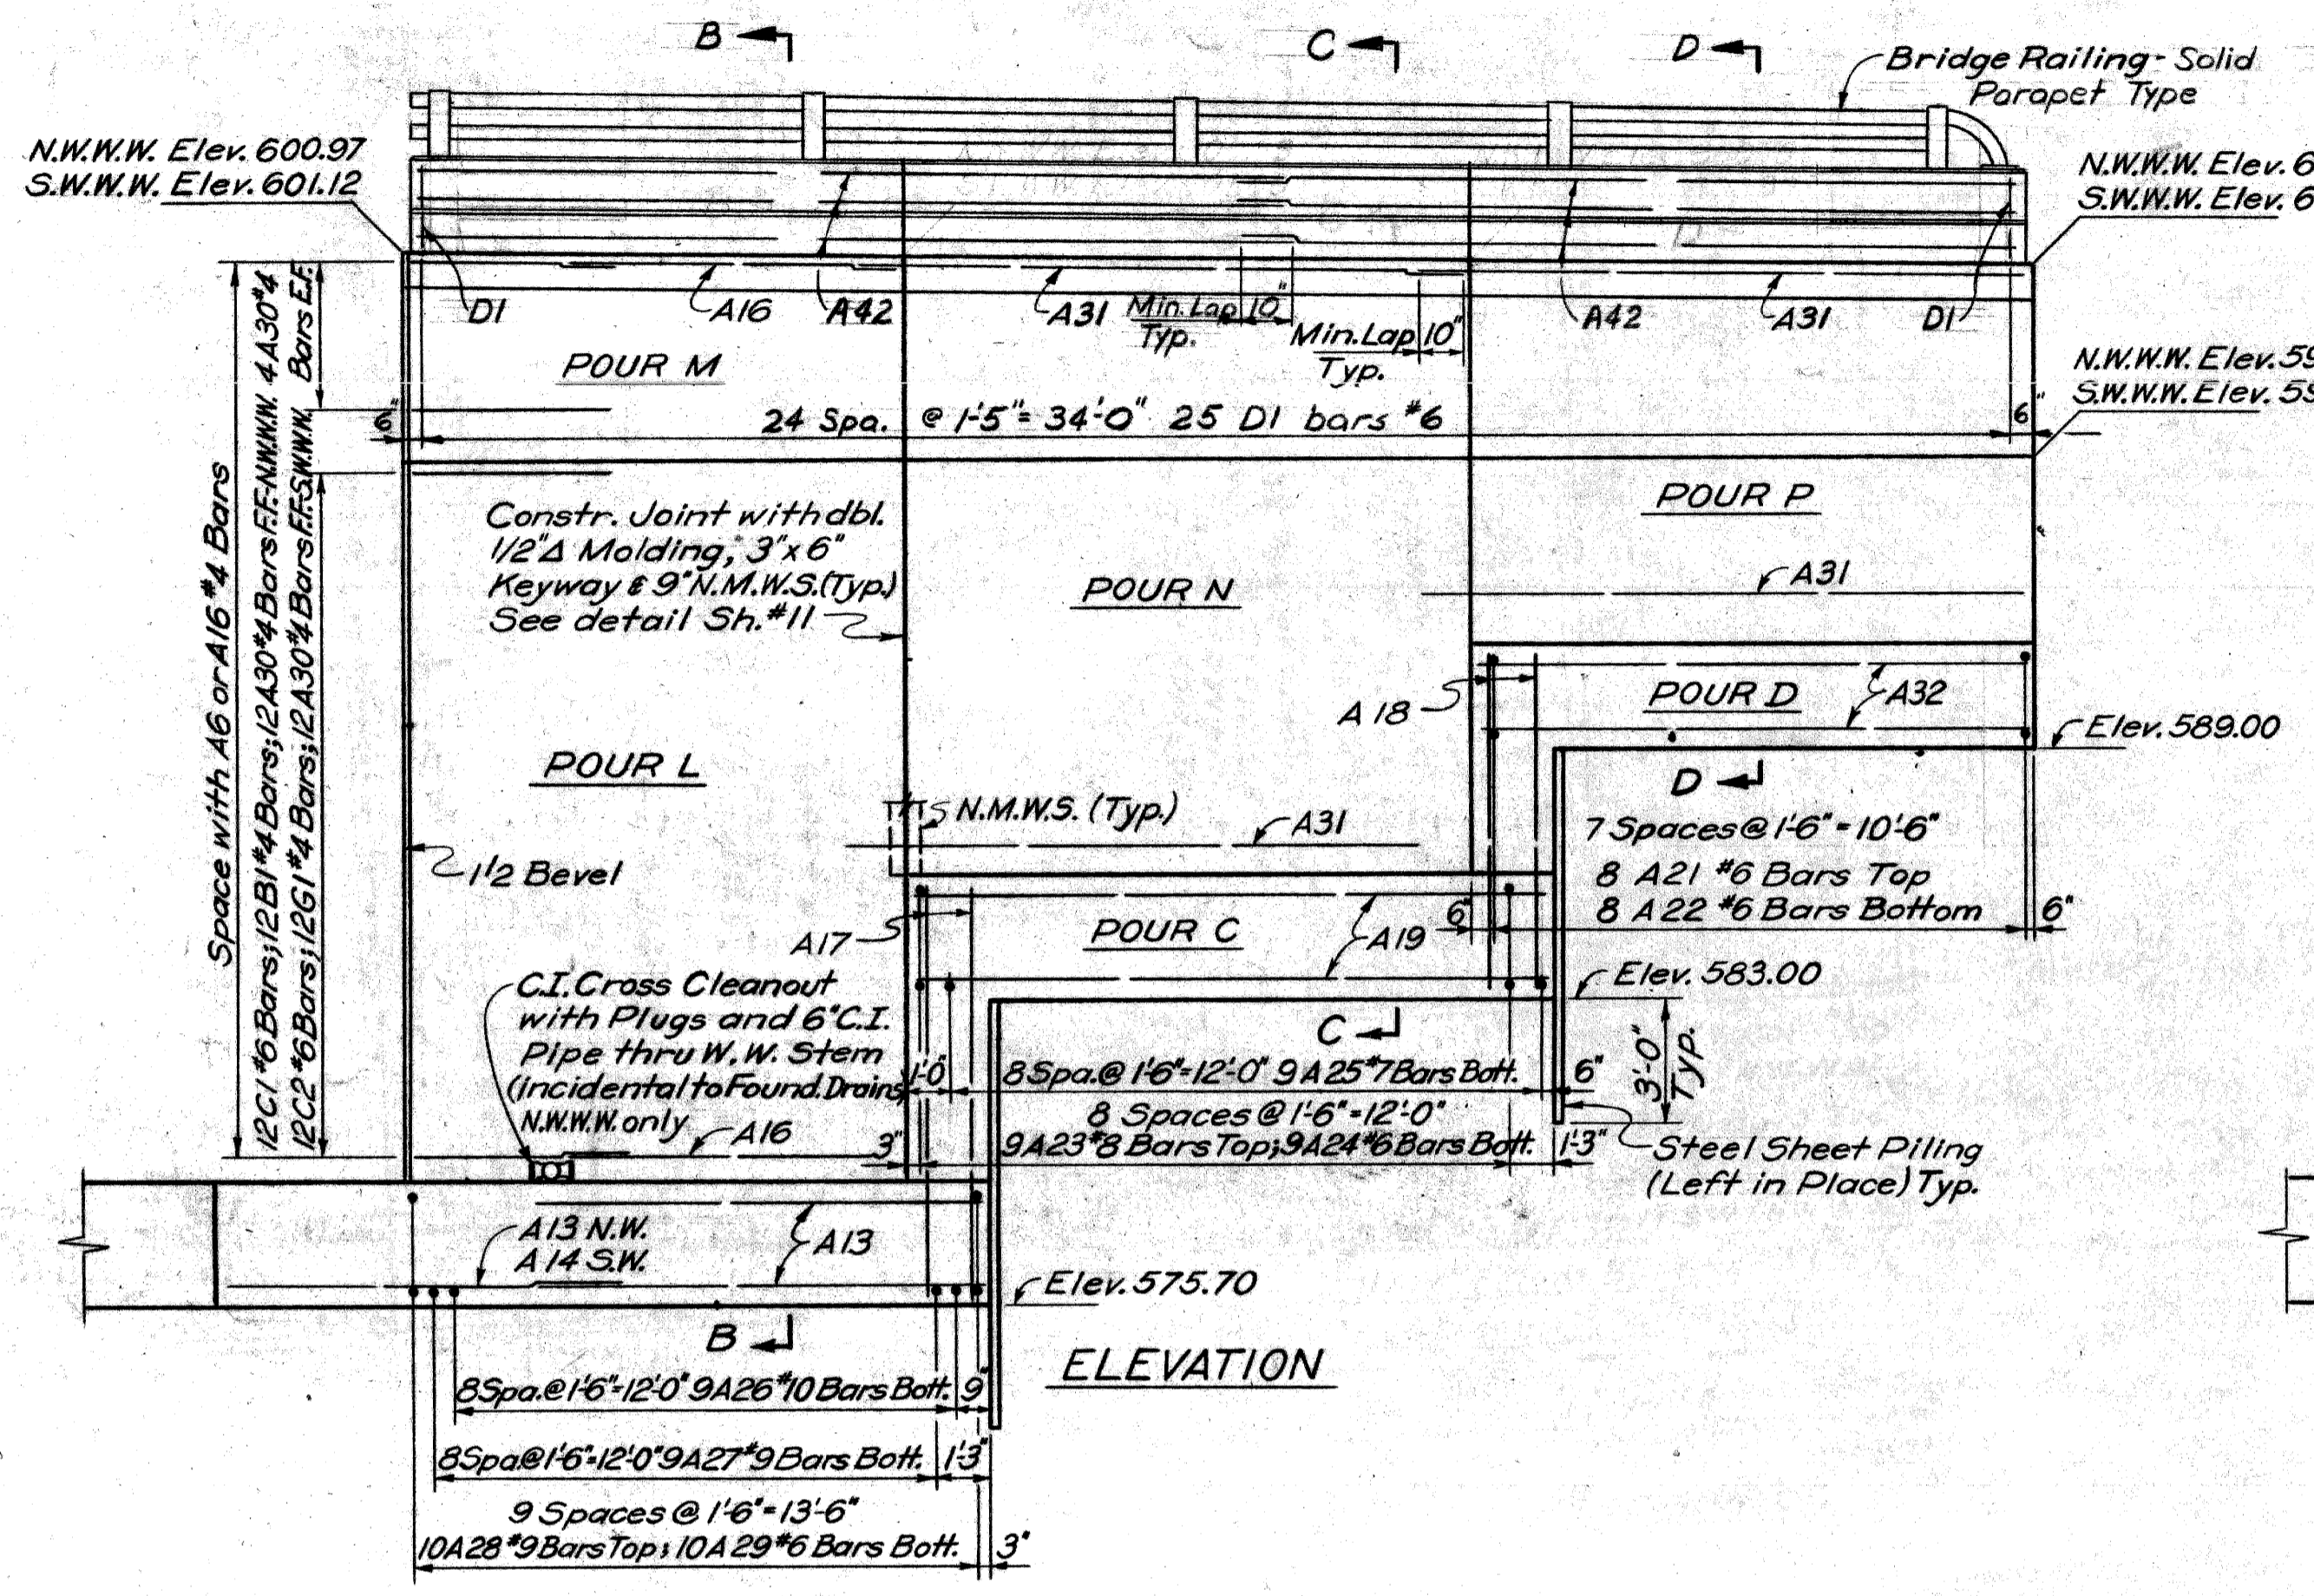 B
C
D
Bridge Railing - Solid
Parapet Type
N.W.W.W. Elev. 600.97
S.W.W.W. Elev. 601.12
N.W.W.W. Elev. 6
S.W.W.W. Elev. 6
D1
A16
A42
A31
Min. Lap 10"
Typ.
Min. Lap 10"
Typ.
A42
A31
D1
POUR M
N.W.W.W. Elev. 59
S.W.W.W. Elev. 59
6"
24 Spa. @ 1'-5" = 34'-0" 25 D1 bars #6
6"
Space with A6 or A16 #4 Bars
12C1 #6 Bars; 12B1 #4 Bars; 12A30 #4 Bars F.F.-N.W.W.W. 4 A30 #4
12C2 #6 Bars; 12G1 #4 Bars; 12A30 #4 Bars F.F.-S.W.W.W. Bars E.F.
Constr. Joint with dbl.
1/2" Δ Molding, 3" x 6"
Keyway & 9" N.M.W.S. (Typ.)
See detail Sh. #11
POUR P
POUR N
A31
A18
POUR D
A32
Elev. 589.00
POUR L
D
N.M.W.S. (Typ.)
A31
7 Spaces @ 1'-6" = 10'-6"
8 A21 #6 Bars Top
8 A22 #6 Bars Bottom
6"
1 1/2 Bevel
A17
POUR C
A19
6"
Elev. 583.00
C.I. Cross Cleanout
with Plugs and 6" C.I.
Pipe thru W.W. Stem
(incidental to Found. Drains)
N.W.W.W. only
A16
C
1'-0"
8 Spa. @ 1'-6" = 12'-0" 9 A25 #7 Bars Bott.
6"
3'-0"
Typ.
8 Spaces @ 1'-6" = 12'-0"
3"
9 A23 #8 Bars Top; 9 A24 #6 Bars Bott.
1'-3"
Steel Sheet Piling
(Left in Place) Typ.
A13 N.W.
A14 S.W.
A13
Elev. 575.70
B
ELEVATION
8 Spa. @ 1'-6" = 12'-0" 9 A26 #10 Bars Bott.
9"
8 Spa. @ 1'-6" = 12'-0" 9 A27 #9 Bars Bott.
1'-3"
9 Spaces @ 1'-6" = 13'-6"
10 A28 #9 Bars Top; 10 A29 #6 Bars Bott.
3"